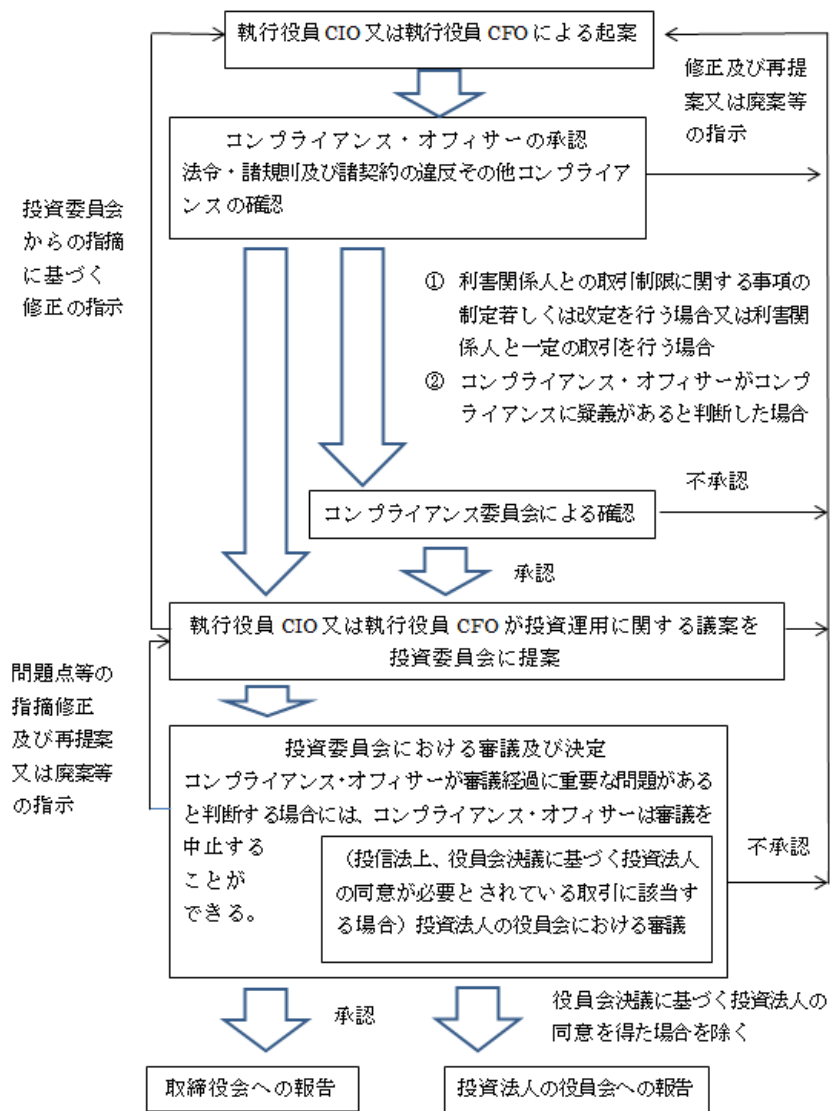 執行役員 CIO 又は執行役員 CFO による起案
修正及び再提
案又は廃案等
の指示
コンプライアンス・オフィサーの承認
法令・諸規則及び諸契約の違反その他コンプライア
ンスの確認
投資委員会
からの指摘
に基づく
修正の指示
① 利害関係人との取引制限に関する事項の
制定若しくは改定を行う場合又は利害関
係人と一定の取引を行う場合
② コンプライアンス・オフィサーがコンプ
ライアンスに疑義があると判断した場合
不承認
コンプライアンス委員会による確認
承認
執行役員 CIO 又は執行役員 CFO が投資運用に関する議案を
投資委員会に提案
問題点等の
指摘修正
及び再提案
又は廃案等
の指示
投資委員会における審議及び決定
コンプライアンス・オフィサーが審議経過に重要な問題がある
と判断する場合には、コンプライアンス・オフィサーは審議を
中止する
ことが
できる。
（投信法上、役員会決議に基づく投資法人
の同意が必要とされている取引に該当す
る場合）投資法人の役員会における審議
不承認
承認
役員会決議に基づく投資法人の
同意を得た場合を除く
取締役会への報告
投資法人の役員会への報告